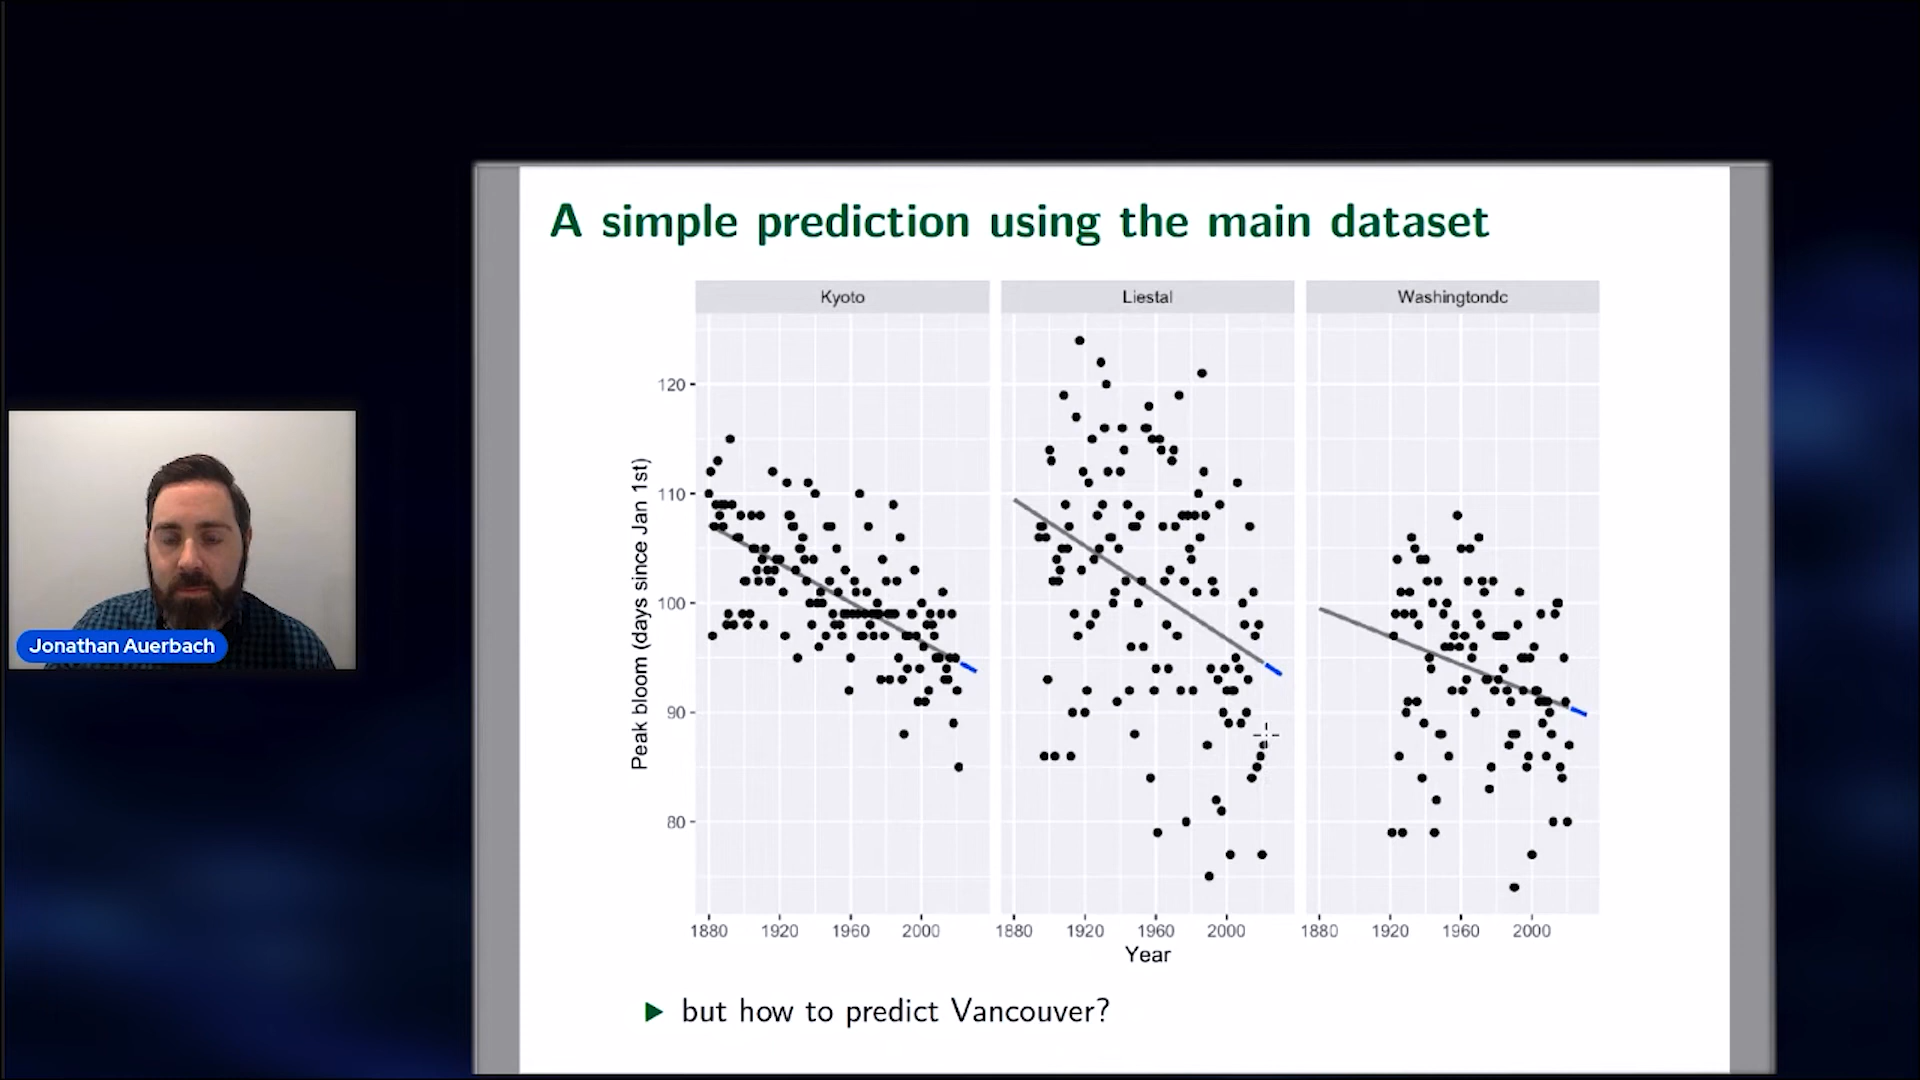 A simple prediction using the main dataset
Kyoto
Liestal
Washingtondc
Peak bloom (days since Jan 1st)
120
110
100
90
80
1880 1920 1960 2000
1880 1920 1960 2000
1880 1920 1960 2000
Year
but how to predict Vancouver?
Jonathan Auerbach